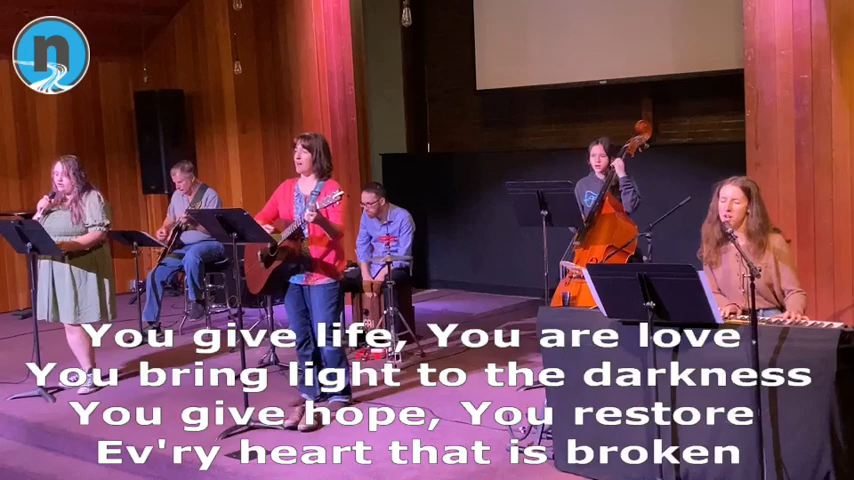 n
You give life, You are love
You bring light to the darkness
You give hope, You restore
Ev'ry heart that is broken